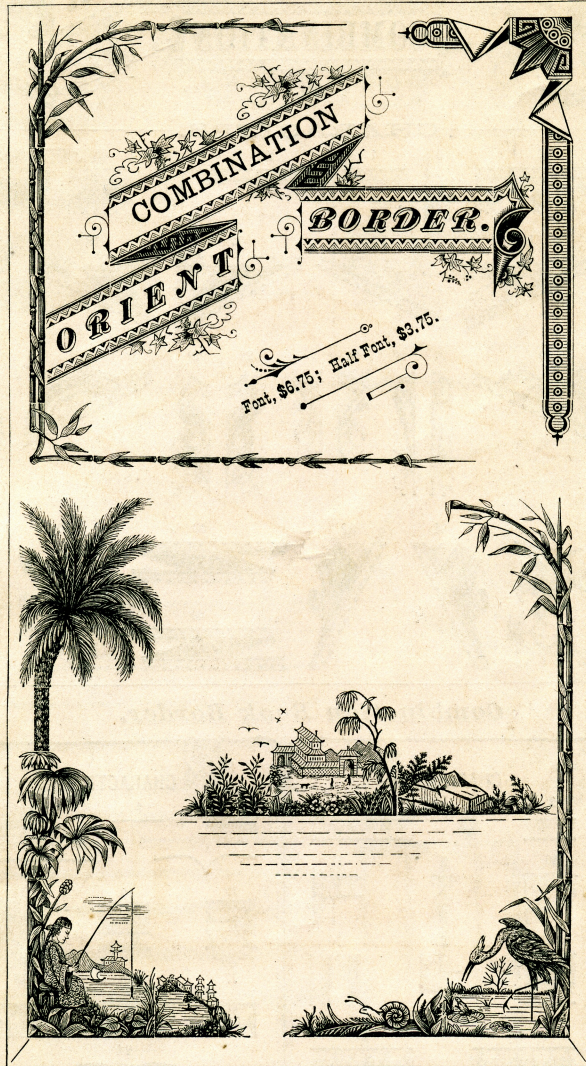 ORIENT
COMBINATION
BORDER.
Font, $6.75; Half Font, $3.75.